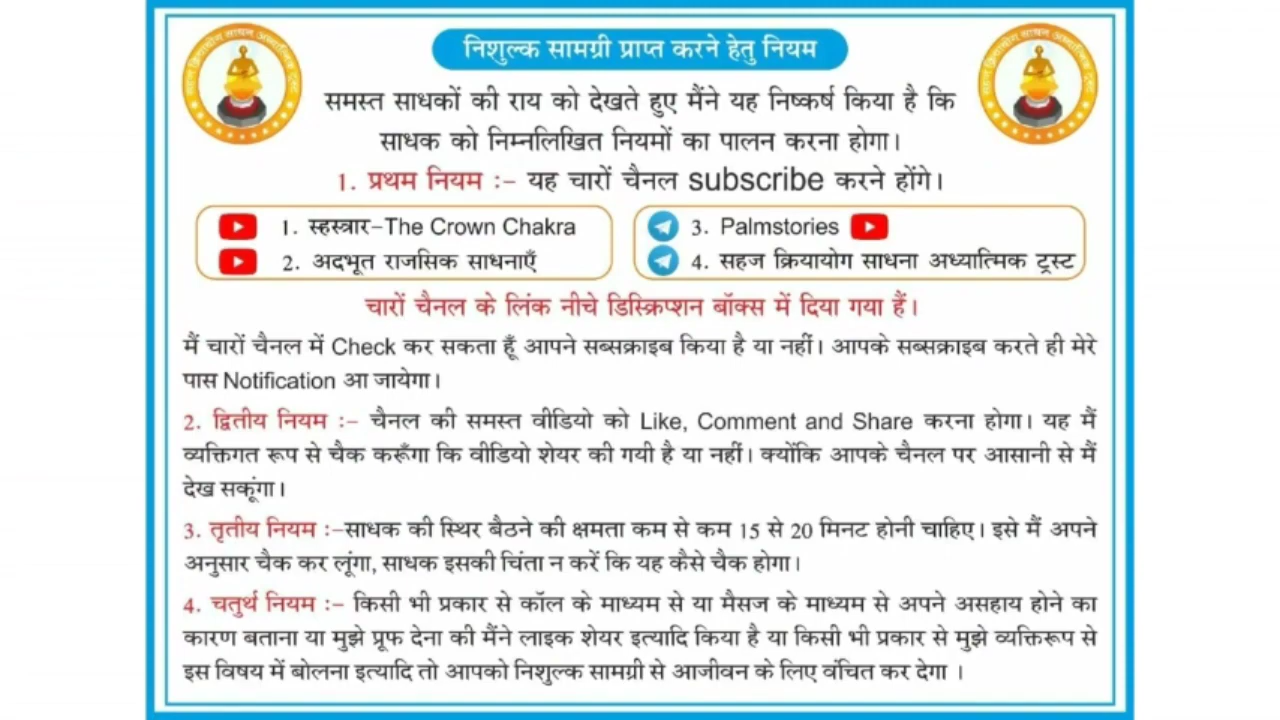 निशुल्क सामग्री प्राप्त करने हेतु नियम
समस्त साधकों की राय को देखते हुए मैंने यह निष्कर्ष किया है कि
साधक को निम्नलिखित नियमों का पालन करना होगा।
1. प्रथम नियम :- यह चारों चैनल subscribe करने होंगे।
1. स्हस्त्रार-The Crown Chakra
2. अदभूत राजसिक साधनाएँ
3. Palmstories
4. सहज क्रियायोग साधना अध्यात्मिक ट्रस्ट
चारों चैनल के लिंक नीचे डिस्क्रिप्शन बॉक्स में दिया गया हैं।
मैं चारों चैनल में Check कर सकता हूँ आपने सब्सक्राइब किया है या नहीं। आपके सब्सक्राइब करते ही मेरे
पास Notification आ जायेगा।
2. द्वितीय नियम :- चैनल की समस्त वीडियो को Like, Comment and Share करना होगा। यह मैं
व्यक्तिगत रूप से चैक करूँगा कि वीडियो शेयर की गयी है या नहीं। क्योंकि आपके चैनल पर आसानी से मैं
देख सकूंगा।
3. तृतीय नियम :-साधक की स्थिर बैठने की क्षमता कम से कम 15 से 20 मिनट होनी चाहिए। इसे मैं अपने
अनुसार चैक कर लूंगा, साधक इसकी चिंता न करें कि यह कैसे चैक होगा।
4. चतुर्थ नियम :- किसी भी प्रकार से कॉल के माध्यम से या मैसज के माध्यम से अपने असहाय होने का
कारण बताना या मुझे प्रूफ देना की मैंने लाइक शेयर इत्यादि किया है या किसी भी प्रकार से मुझे व्यक्तिरूप से
इस विषय में बोलना इत्यादि तो आपको निशुल्क सामग्री से आजीवन के लिए वंचित कर देगा ।